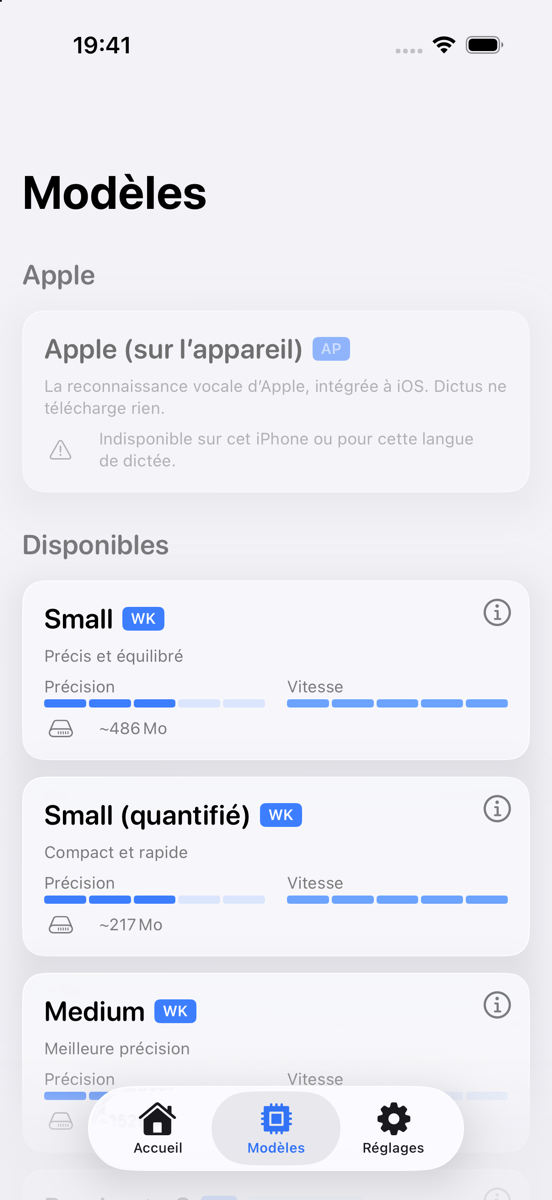 19:41
Modèles
Apple
Apple (sur l’appareil) AP
La reconnaissance vocale d’Apple, intégrée à iOS. Dictus ne
télécharge rien.
Indisponible sur cet iPhone ou pour cette langue
de dictée.
Disponibles
Small WK
Précis et équilibré
Précision Vitesse
~486 Mo
Small (quantifié) WK
Compact et rapide
Précision Vitesse
~217 Mo
Medium WK
Meilleure précision
Précision Vitesse
Accueil Modèles Réglages